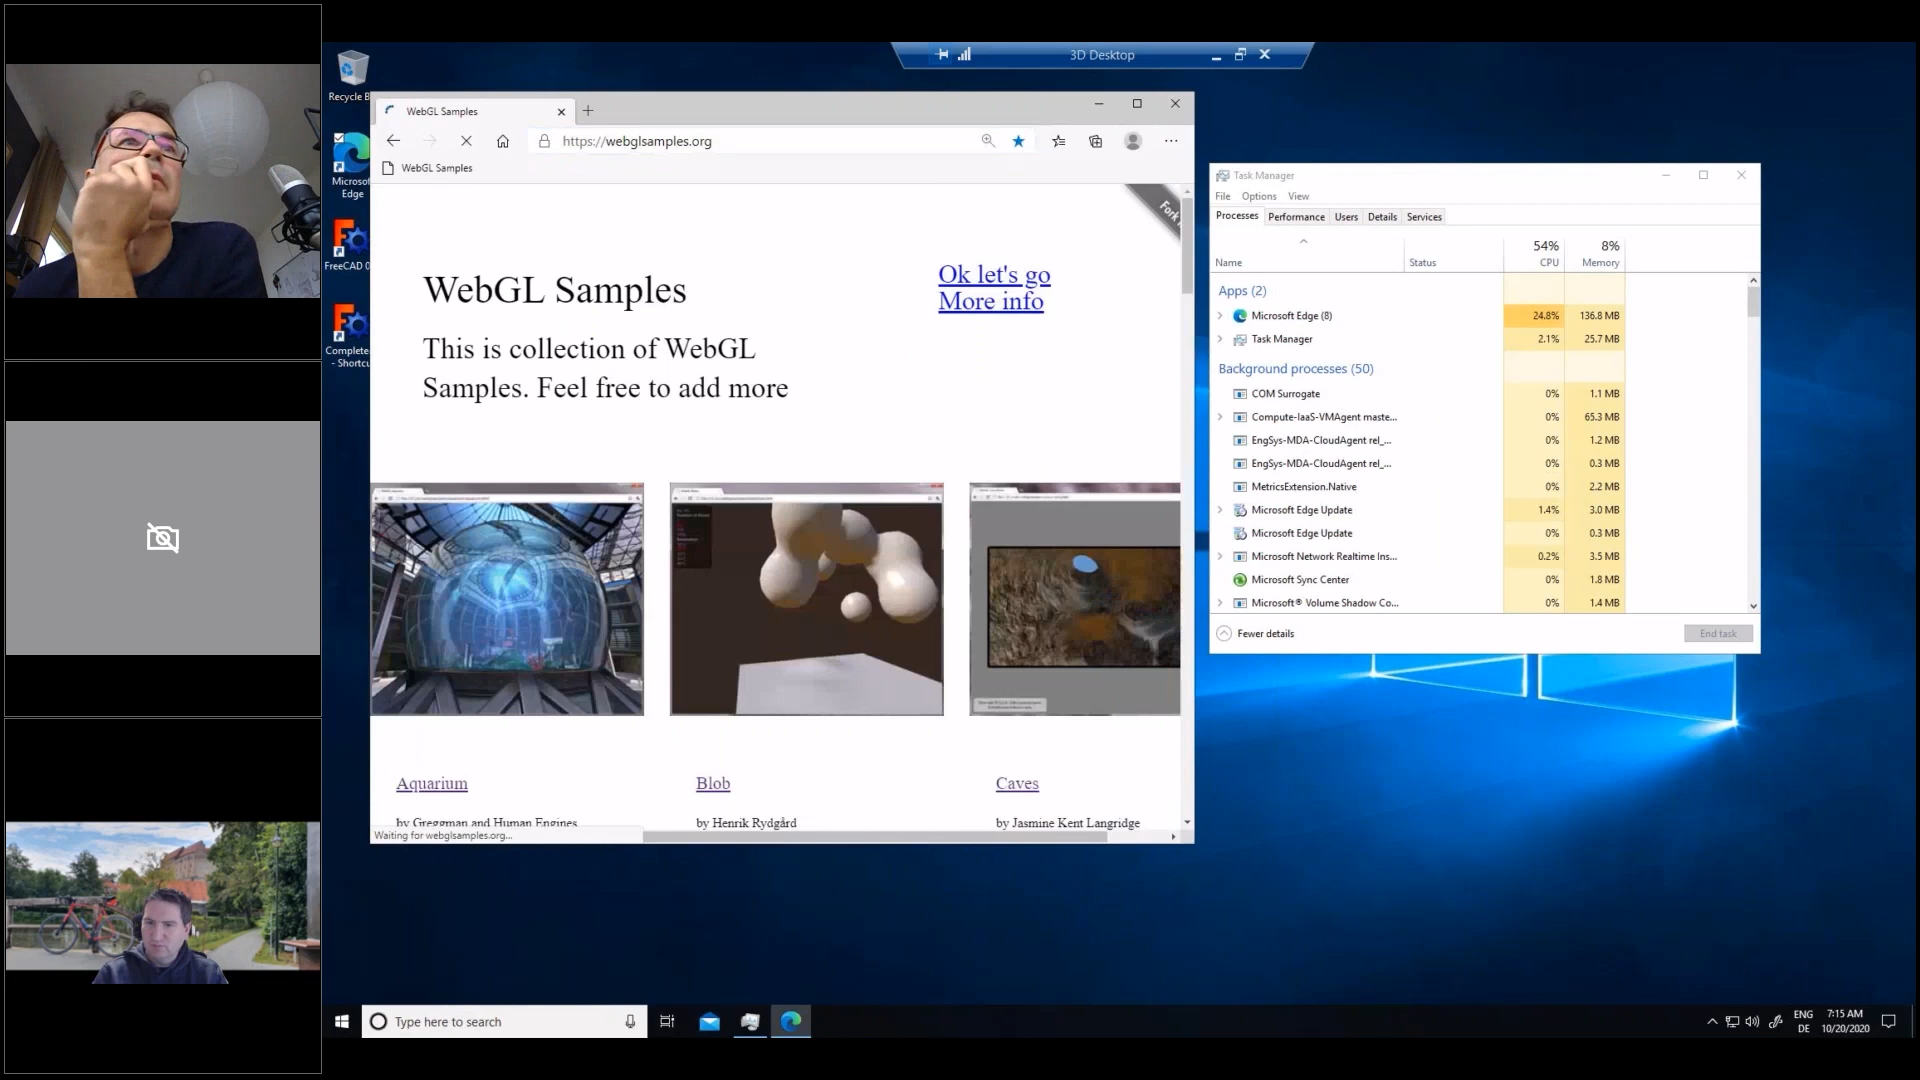 3D Desktop
Recycle B
Microsof
Edge
FreeCAD 0
Complete
- Shortc
WebGL Samples
https://webglsamples.org
WebGL Samples
Fork
WebGL Samples
Ok let's go
More info
This is collection of WebGL
Samples. Feel free to add more
Aquarium
Blob
Caves
by Greggman and Human Engines
by Henrik Rydgård
by Jasmine Kent Langridge
Waiting for webglsamples.org...
Task Manager
File Options View
Processes Performance Users Details Services
54% 8%
Name Status CPU Memory
Apps (2)
Microsoft Edge (8) 24.8% 136.8 MB
Task Manager 2.1% 25.7 MB
Background processes (50)
COM Surrogate 0% 1.1 MB
Compute-IaaS-VMAgent maste... 0% 65.3 MB
EngSys-MDA-CloudAgent rel_... 0% 1.2 MB
EngSys-MDA-CloudAgent rel_... 0% 0.3 MB
MetricsExtension.Native 0% 2.2 MB
Microsoft Edge Update 1.4% 3.0 MB
Microsoft Edge Update 0% 0.3 MB
Microsoft Network Realtime Ins... 0.2% 3.5 MB
Microsoft Sync Center 0% 1.8 MB
Microsoft® Volume Shadow Co... 0% 1.4 MB
Fewer details
End task
Type here to search
ENG 7:15 AM
DE 10/20/2020